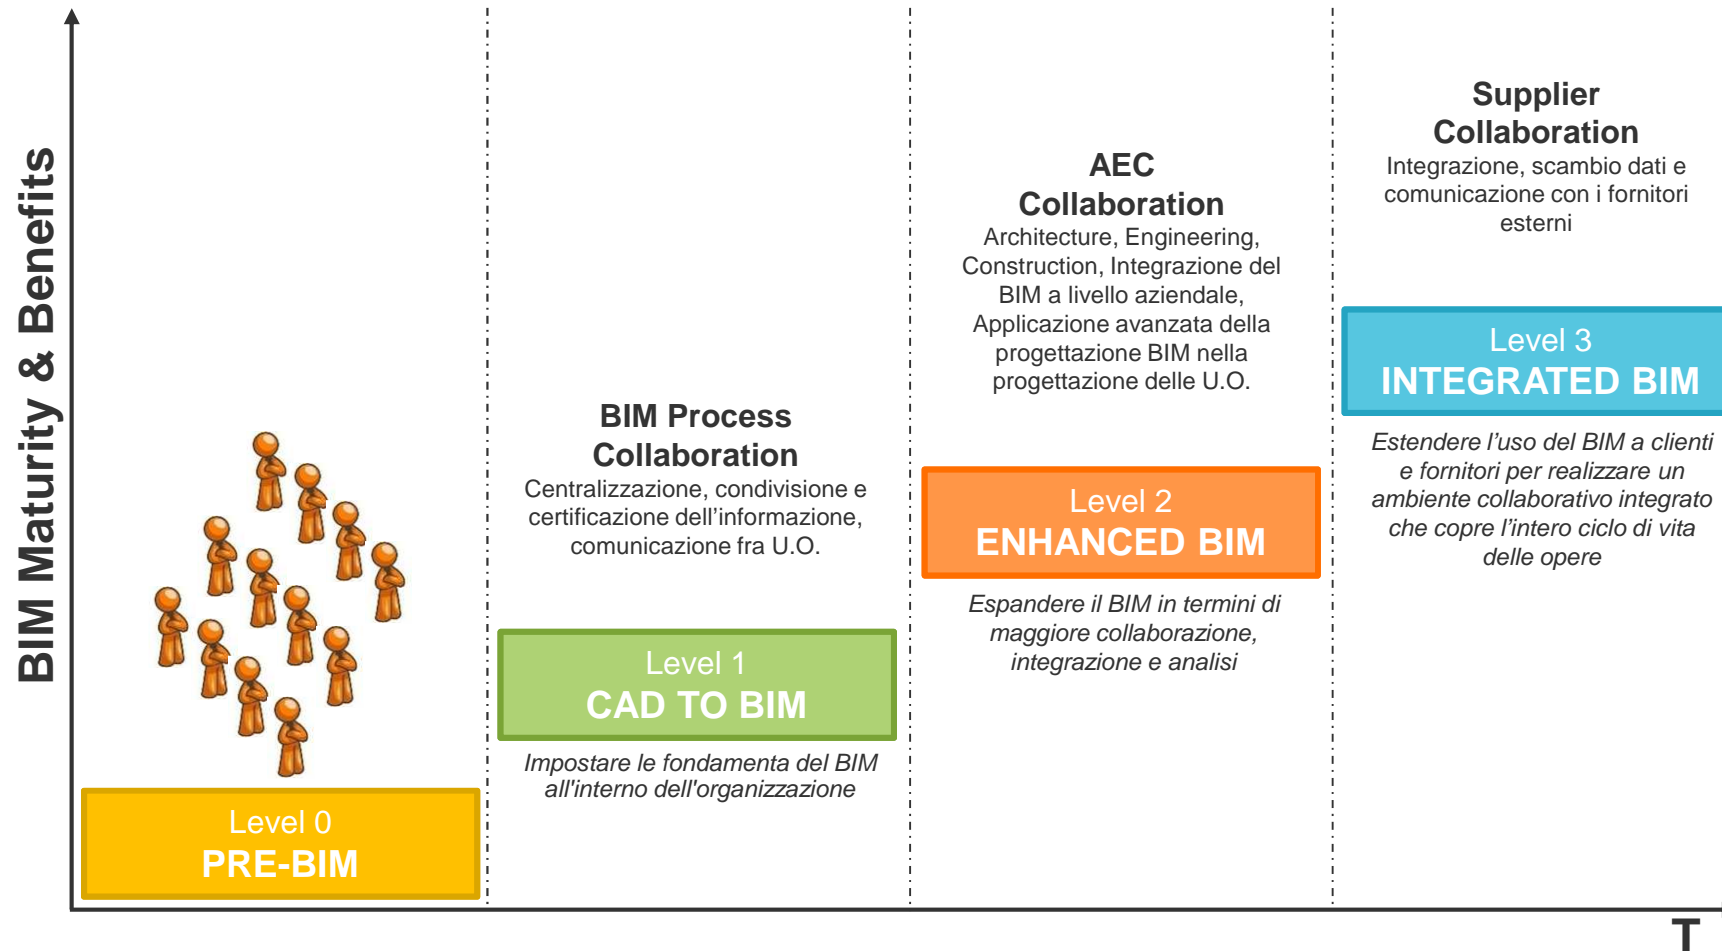 BIM Maturity & Benefits
Level 0
PRE-BIM
BIM Process
Collaboration
Centralizzazione, condivisione e
certificazione dell’informazione,
comunicazione fra U.O.
Level 1
CAD TO BIM
Impostare le fondamenta del BIM
all'interno dell'organizzazione
AEC
Collaboration
Architecture, Engineering,
Construction, Integrazione del
BIM a livello aziendale,
Applicazione avanzata della
progettazione BIM nella
progettazione delle U.O.
Level 2
ENHANCED BIM
Espandere il BIM in termini di
maggiore collaborazione,
integrazione e analisi
Supplier
Collaboration
Integrazione, scambio dati e
comunicazione con i fornitori
esterni
Level 3
INTEGRATED BIM
Estendere l’uso del BIM a clienti
e fornitori per realizzare un
ambiente collaborativo integrato
che copre l’intero ciclo di vita
delle opere
T